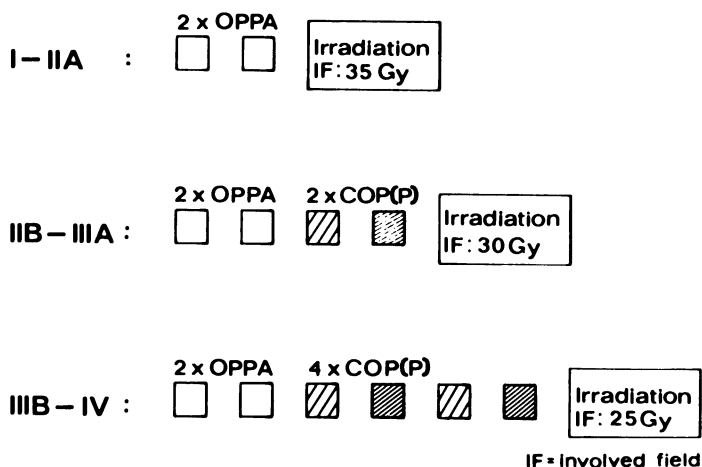 2 x OPPA
I – IIA : Irradiation
IF: 35 Gy
2 x OPPA 2 x COP(P)
IIB – IIIA : Irradiation
IF: 30 Gy
2 x OPPA 4 x COP(P)
IIIB – IV : Irradiation
IF: 25 Gy
IF = involved field